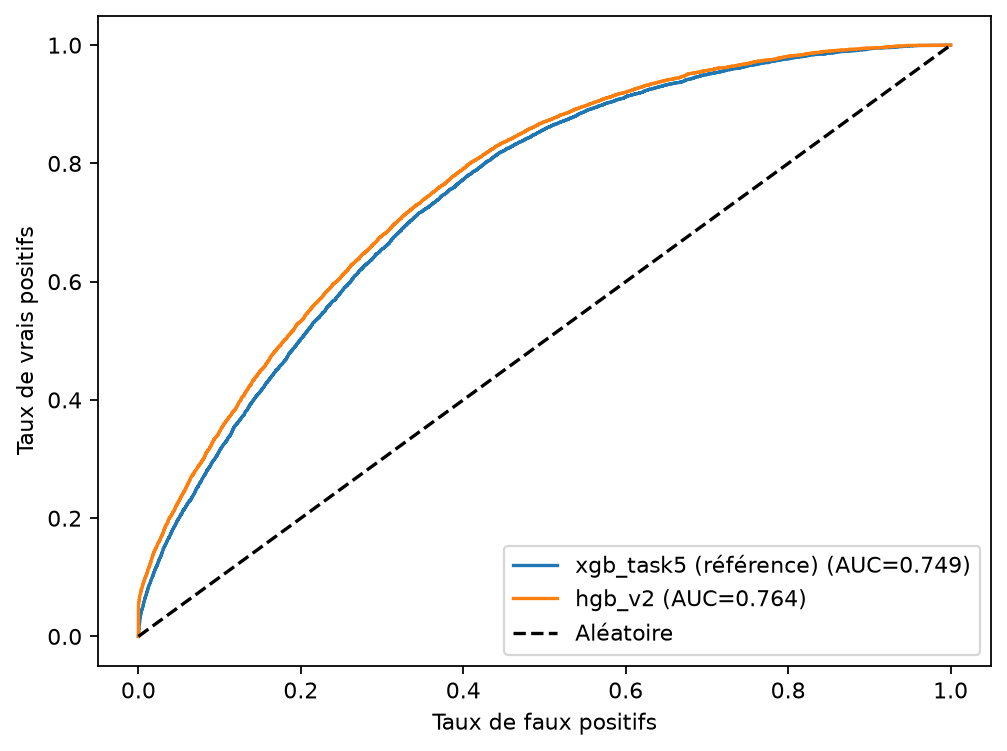 1.0
0.8
0.6
0.4
0.2
0.0
Taux de vrais positifs
xgb_task5 (référence) (AUC=0.749)
hgb_v2 (AUC=0.764)
Aléatoire
0.0 0.2 0.4 0.6 0.8 1.0
Taux de faux positifs